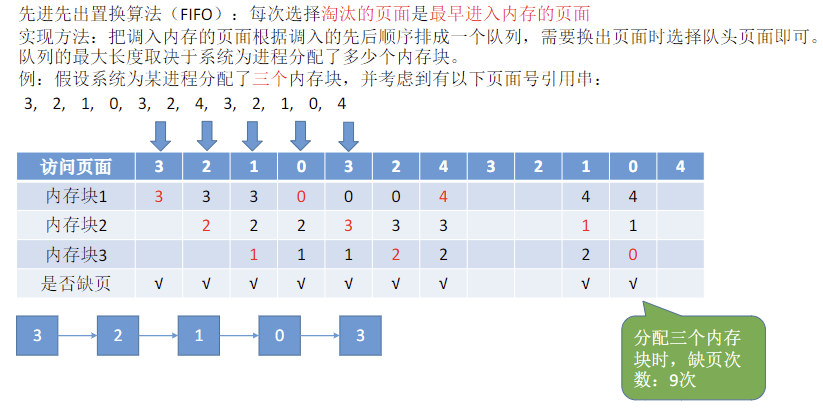 先进先出置换算法（FIFO）：每次选择淘汰的页面是最早进入内存的页面
实现方法：把调入内存的页面根据调入的先后顺序排成一个队列，需要换出页面时选择队头页面即可。
队列的最大长度取决于系统为进程分配了多少个内存块。
例：假设系统为某进程分配了三个内存块，并考虑到有以下页面号引用串：
3, 2, 1, 0, 3, 2, 4, 3, 2, 1, 0, 4
访问页面 3 2 1 0 3 2 4 3 2 1 0 4
内存块1 3 3 3 0 0 0 4 4 4
内存块2 2 2 2 3 3 3 1 1
内存块3 1 1 1 2 2 2 0
是否缺页 √ √ √ √ √ √ √ √ √
3 2 1 0 3
分配三个内存
块时，缺页次
数：9次